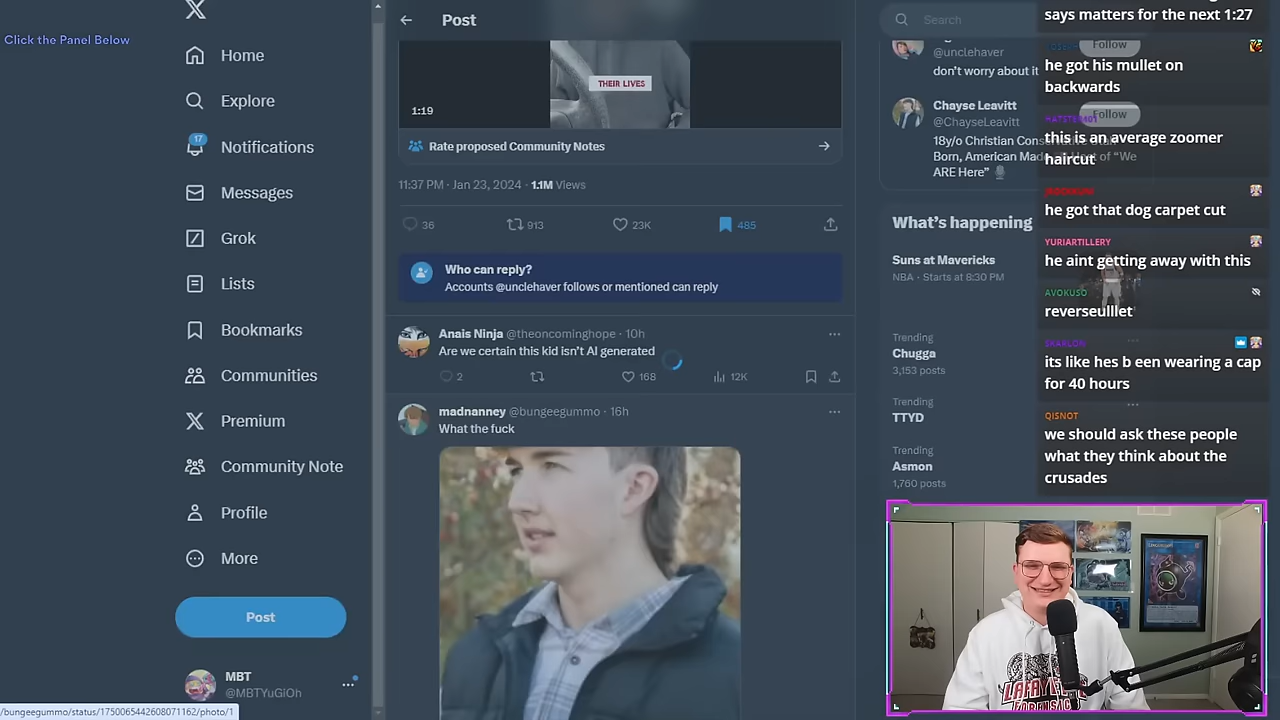 Click the Panel Below
Home
Explore
17
Notifications
Messages
Grok
Lists
Bookmarks
Communities
Premium
Community Note
Profile
More
Post
MBT
@MBTYuGiOh
/bungeegummo/status/1750065442608071162/photo/1
Post
THEIR LIVES
1:19
Rate proposed Community Notes
11:37 PM · Jan 23, 2024 · 1.1M Views
36
913
23K
485
Who can reply?
Accounts @unclehaver follows or mentioned can reply
Anais Ninja @theoncominghope · 10h
Are we certain this kid isn't AI generated
2
168
12K
madnanney @bungeegummo · 16h
What the fuck
Search
@unclehaver
don't worry about it
Follow
Chayse Leavitt
@ChayseLeavitt
Follow
18y/o Christian
Born, American
ARE Here"
What's happening
Suns at Mavericks
NBA · Starts at 8:30 PM
Trending
Chugga
3,153 posts
Trending
TTYD
Trending
Asmon
1,760 posts
says matters for the next 1:27
he got his mullet on
backwards
this is an average zoomer
haircut
he got that dog carpet cut
YURIARTILLERY
he aint getting away with this
AVOKUSO
reverseulllet
its like hes b een wearing a cap
for 40 hours
QISNOT
we should ask these people
what they think about the
crusades